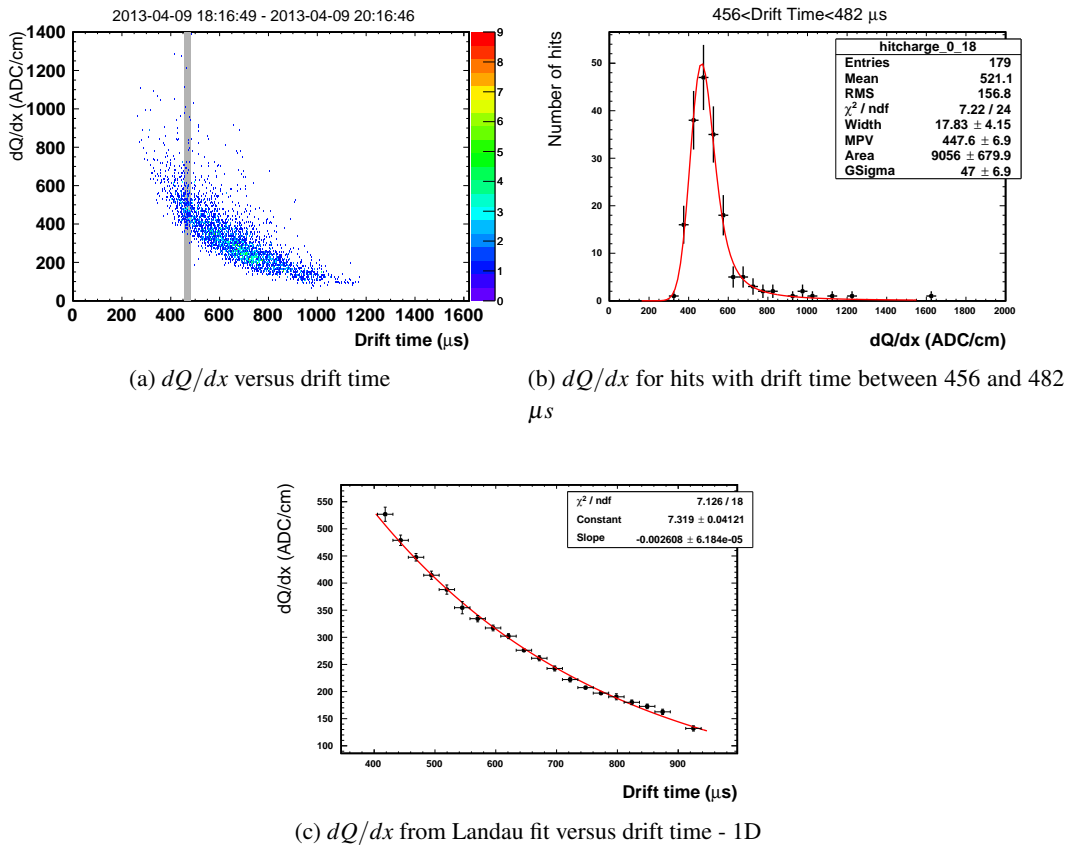 2013-04-09 18:16:49 - 2013-04-09 20:16:46
dQ/dx (ADC/cm)
1400
1200
1000
800
600
400
200
0
0 200 400 600 800 1000 1200 1400 1600
Drift time (μs)
9
8
7
6
5
4
3
2
1
0
(a) dQ/dx versus drift time
456<Drift Time<482 μs
Number of hits
hitcharge_0_18
Entries 179
Mean 521.1
RMS 156.8
χ² / ndf 7.22 / 24
Width 17.83 ± 4.15
MPV 447.6 ± 6.9
Area 9056 ± 679.9
GSigma 47 ± 6.9
50
40
30
20
10
0
0 200 400 600 800 1000 1200 1400 1600 1800 2000
dQ/dx (ADC/cm)
(b) dQ/dx for hits with drift time between 456 and 482
μs
dQ/dx (ADC/cm)
χ² / ndf 7.126 / 18
Constant 7.319 ± 0.04121
Slope -0.002608 ± 6.184e-05
550
500
450
400
350
300
250
200
150
100
400 500 600 700 800 900
Drift time (μs)
(c) dQ/dx from Landau fit versus drift time - 1D